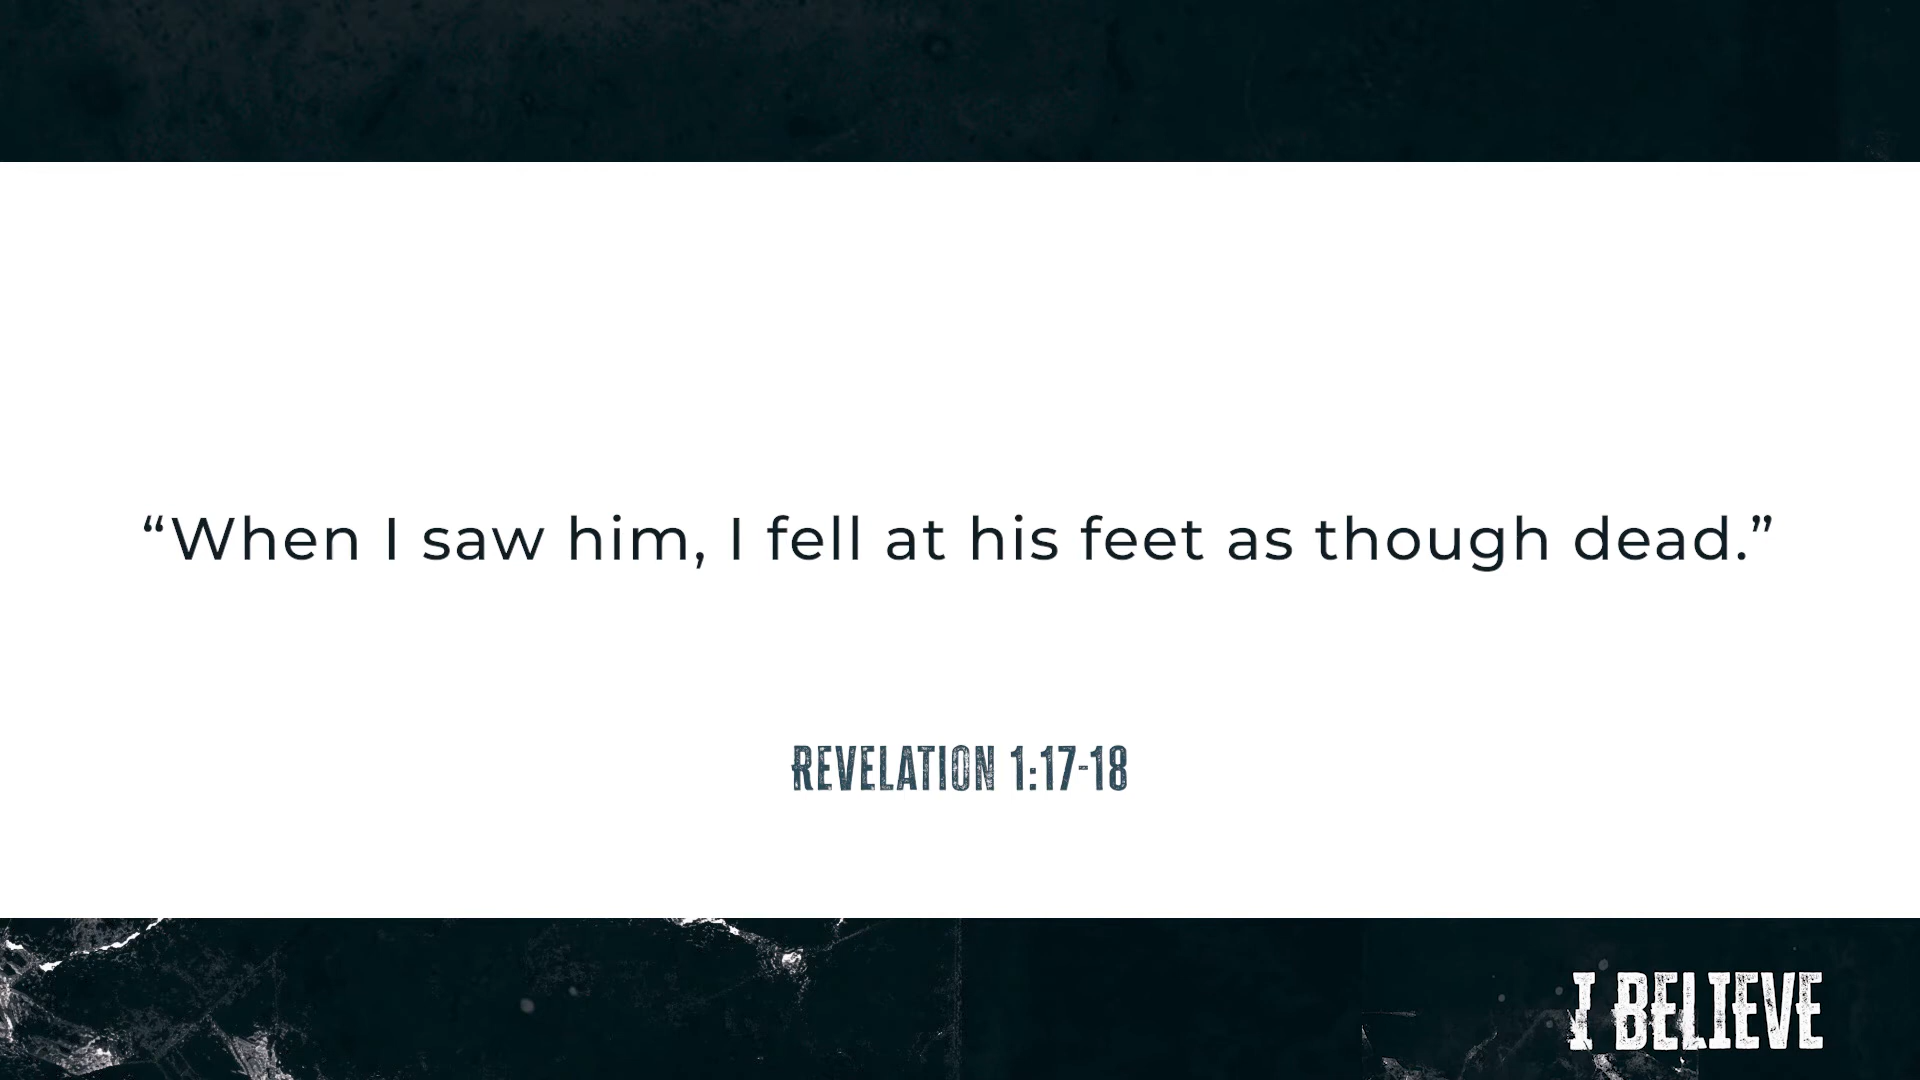 “When I saw him, I fell at his feet as though dead.”
REVELATION 1:17-18
I BELIEVE